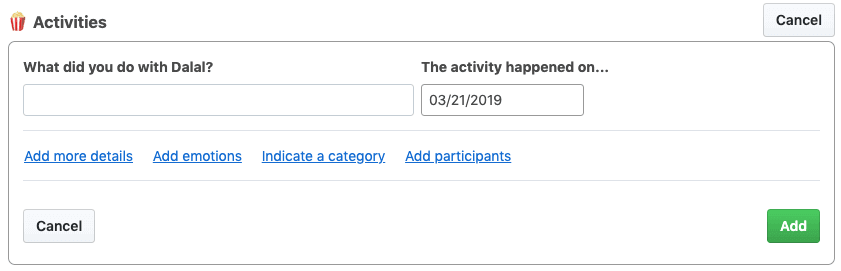 Activities
Cancel
What did you do with Dalal?
The activity happened on...
03/21/2019
Add more details
Add emotions
Indicate a category
Add participants
Cancel
Add